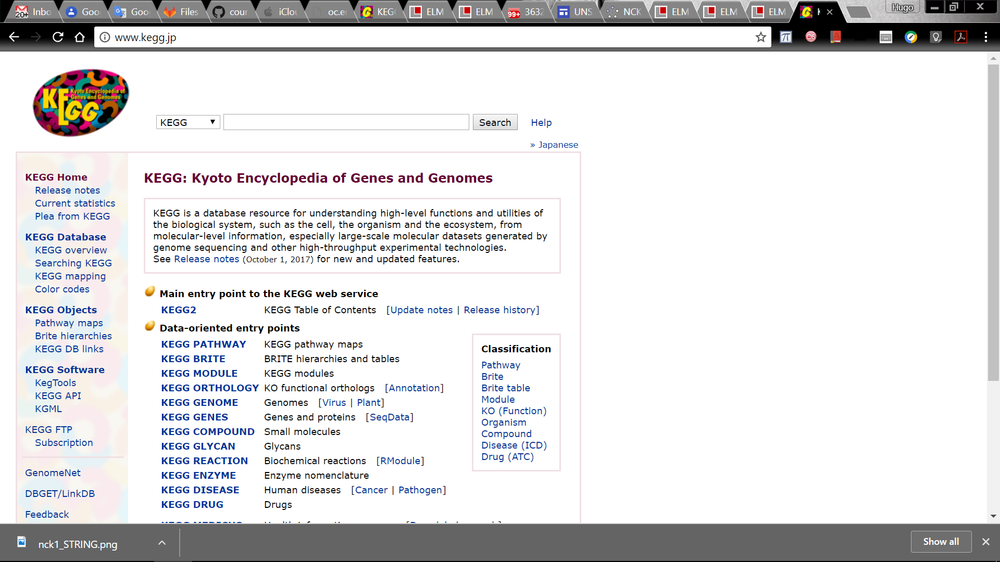 Inbo
20+
Goo
Goo
Files
cour
iClou
oc.en
KEGG
ELM
ELM
99+
3632
UNS
NCK
ELM
ELM
ELM
Hugo
www.kegg.jp
KEGG
Kyoto Encyclopedia of
Genes and Genomes
KEGG
Search
Help
» Japanese
KEGG Home
Release notes
Current statistics
Plea from KEGG
KEGG Database
KEGG overview
Searching KEGG
KEGG mapping
Color codes
KEGG Objects
Pathway maps
Brite hierarchies
KEGG DB links
KEGG Software
KegTools
KEGG API
KGML
KEGG FTP
Subscription
GenomeNet
DBGET/LinkDB
Feedback
KEGG: Kyoto Encyclopedia of Genes and Genomes
KEGG is a database resource for understanding high-level functions and utilities of
the biological system, such as the cell, the organism and the ecosystem, from
molecular-level information, especially large-scale molecular datasets generated by
genome sequencing and other high-throughput experimental technologies.
See Release notes (October 1, 2017) for new and updated features.
Main entry point to the KEGG web service
KEGG2 KEGG Table of Contents [Update notes | Release history]
Data-oriented entry points
KEGG PATHWAY KEGG pathway maps
KEGG BRITE BRITE hierarchies and tables
KEGG MODULE KEGG modules
KEGG ORTHOLOGY KO functional orthologs [Annotation]
KEGG GENOME Genomes [Virus | Plant]
KEGG GENES Genes and proteins [SeqData]
KEGG COMPOUND Small molecules
KEGG GLYCAN Glycans
KEGG REACTION Biochemical reactions [RModule]
KEGG ENZYME Enzyme nomenclature
KEGG DISEASE Human diseases [Cancer | Pathogen]
KEGG DRUG Drugs
Classification
Pathway
Brite
Brite table
Module
KO (Function)
Organism
Compound
Disease (ICD)
Drug (ATC)
nck1_STRING.png
Show all